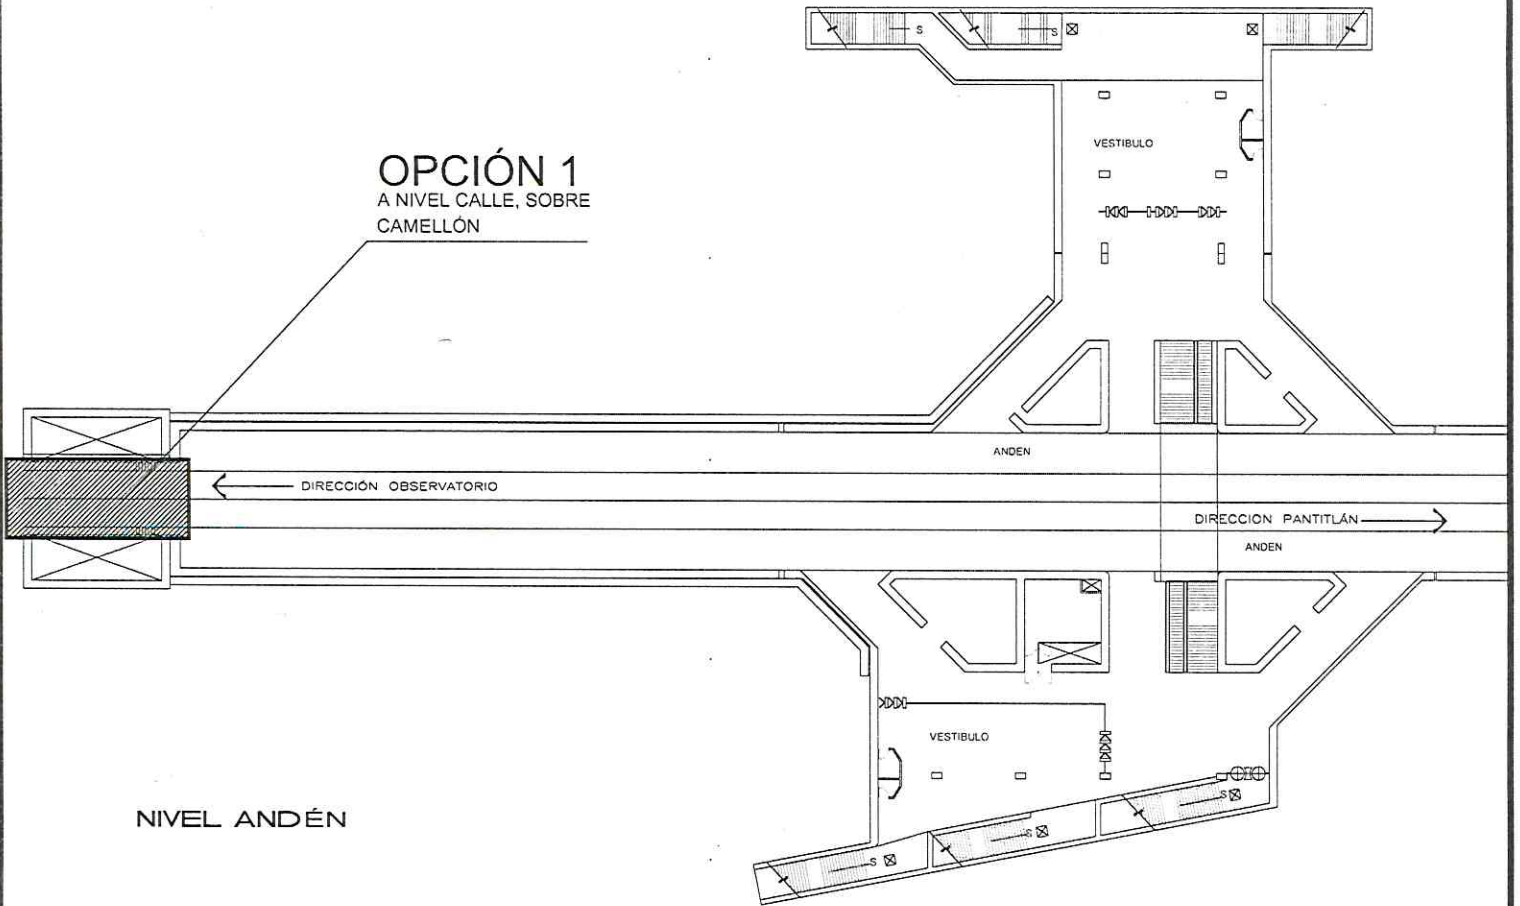 S
S
VESTIBULO
OPCIÓN 1
A NIVEL CALLE, SOBRE
CAMELLÓN
ANDEN
DIRECCIÓN OBSERVATORIO
DIRECCION PANTITLÁN
ANDEN
VESTIBULO
S
S
S
NIVEL ANDÉN